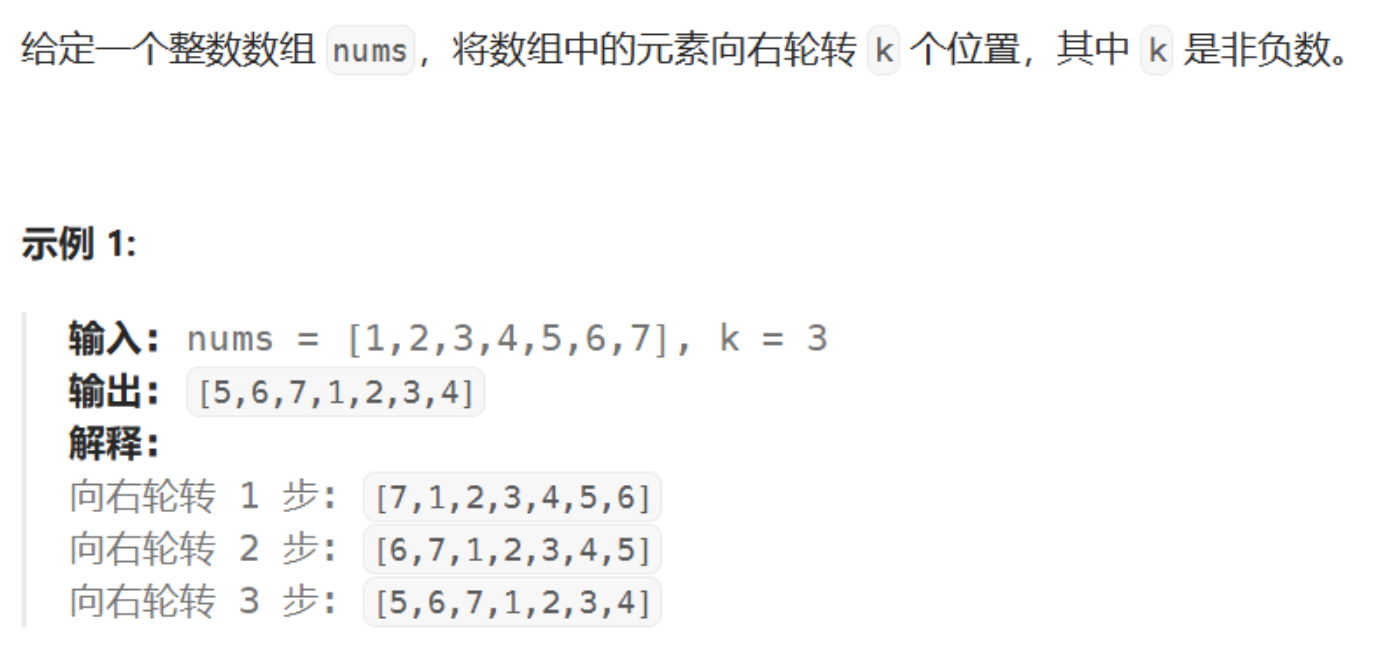 给定一个整数数组 nums，将数组中的元素向右轮转 k 个位置，其中 k 是非负数。
示例 1:
输入: nums = [1,2,3,4,5,6,7], k = 3
输出: [5,6,7,1,2,3,4]
解释:
向右轮转 1 步: [7,1,2,3,4,5,6]
向右轮转 2 步: [6,7,1,2,3,4,5]
向右轮转 3 步: [5,6,7,1,2,3,4]